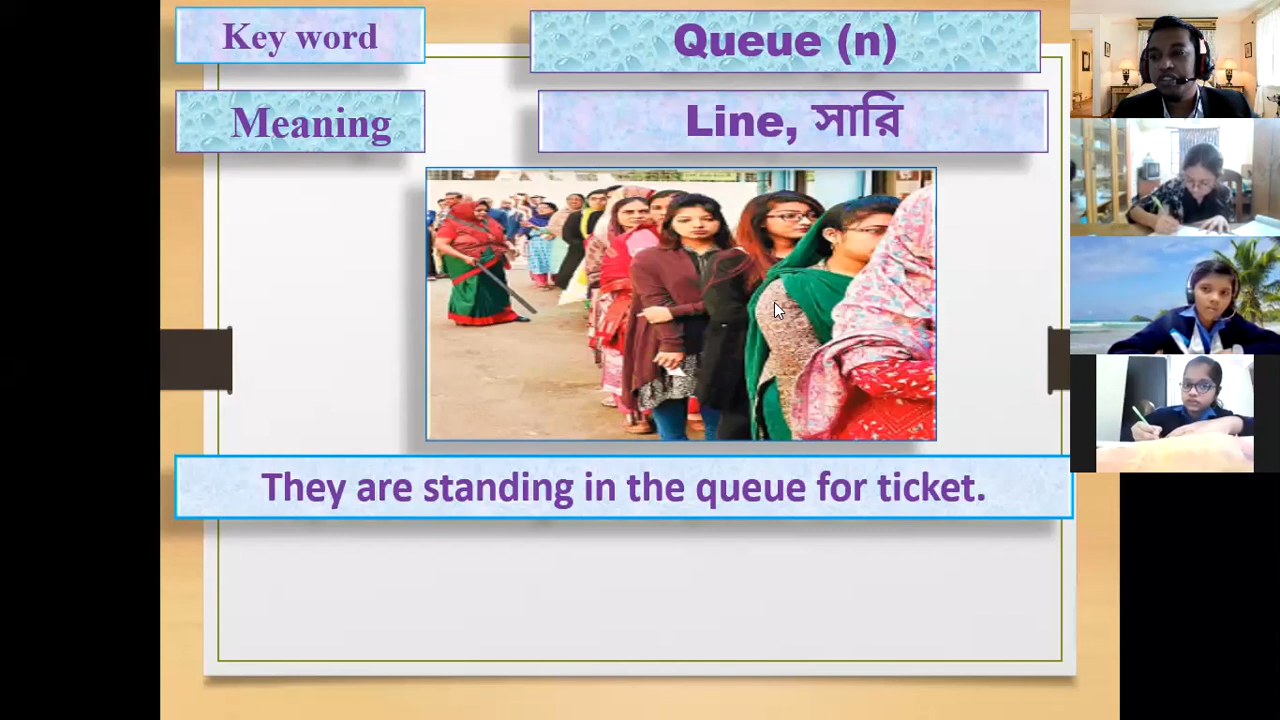 Key word
Queue (n)
Meaning
Line, সারি
They are standing in the queue for ticket.